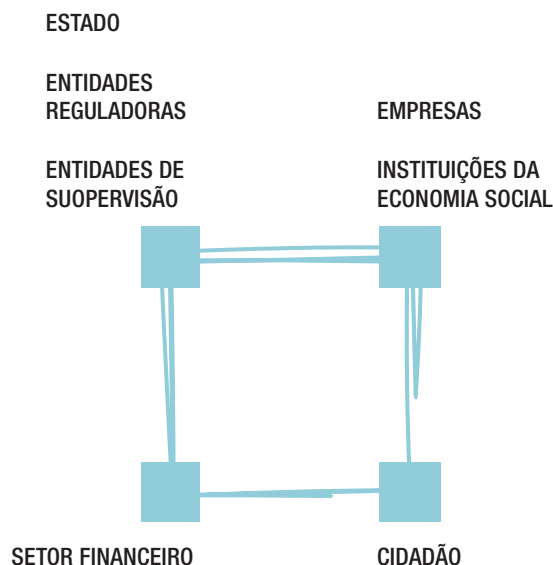 ESTADO
ENTIDADES
REGULADORAS
ENTIDADES DE
SUOPERVISÃO
EMPRESAS
INSTITUIÇÕES DA
ECONOMIA SOCIAL
SETOR FINANCEIRO
CIDADÃO